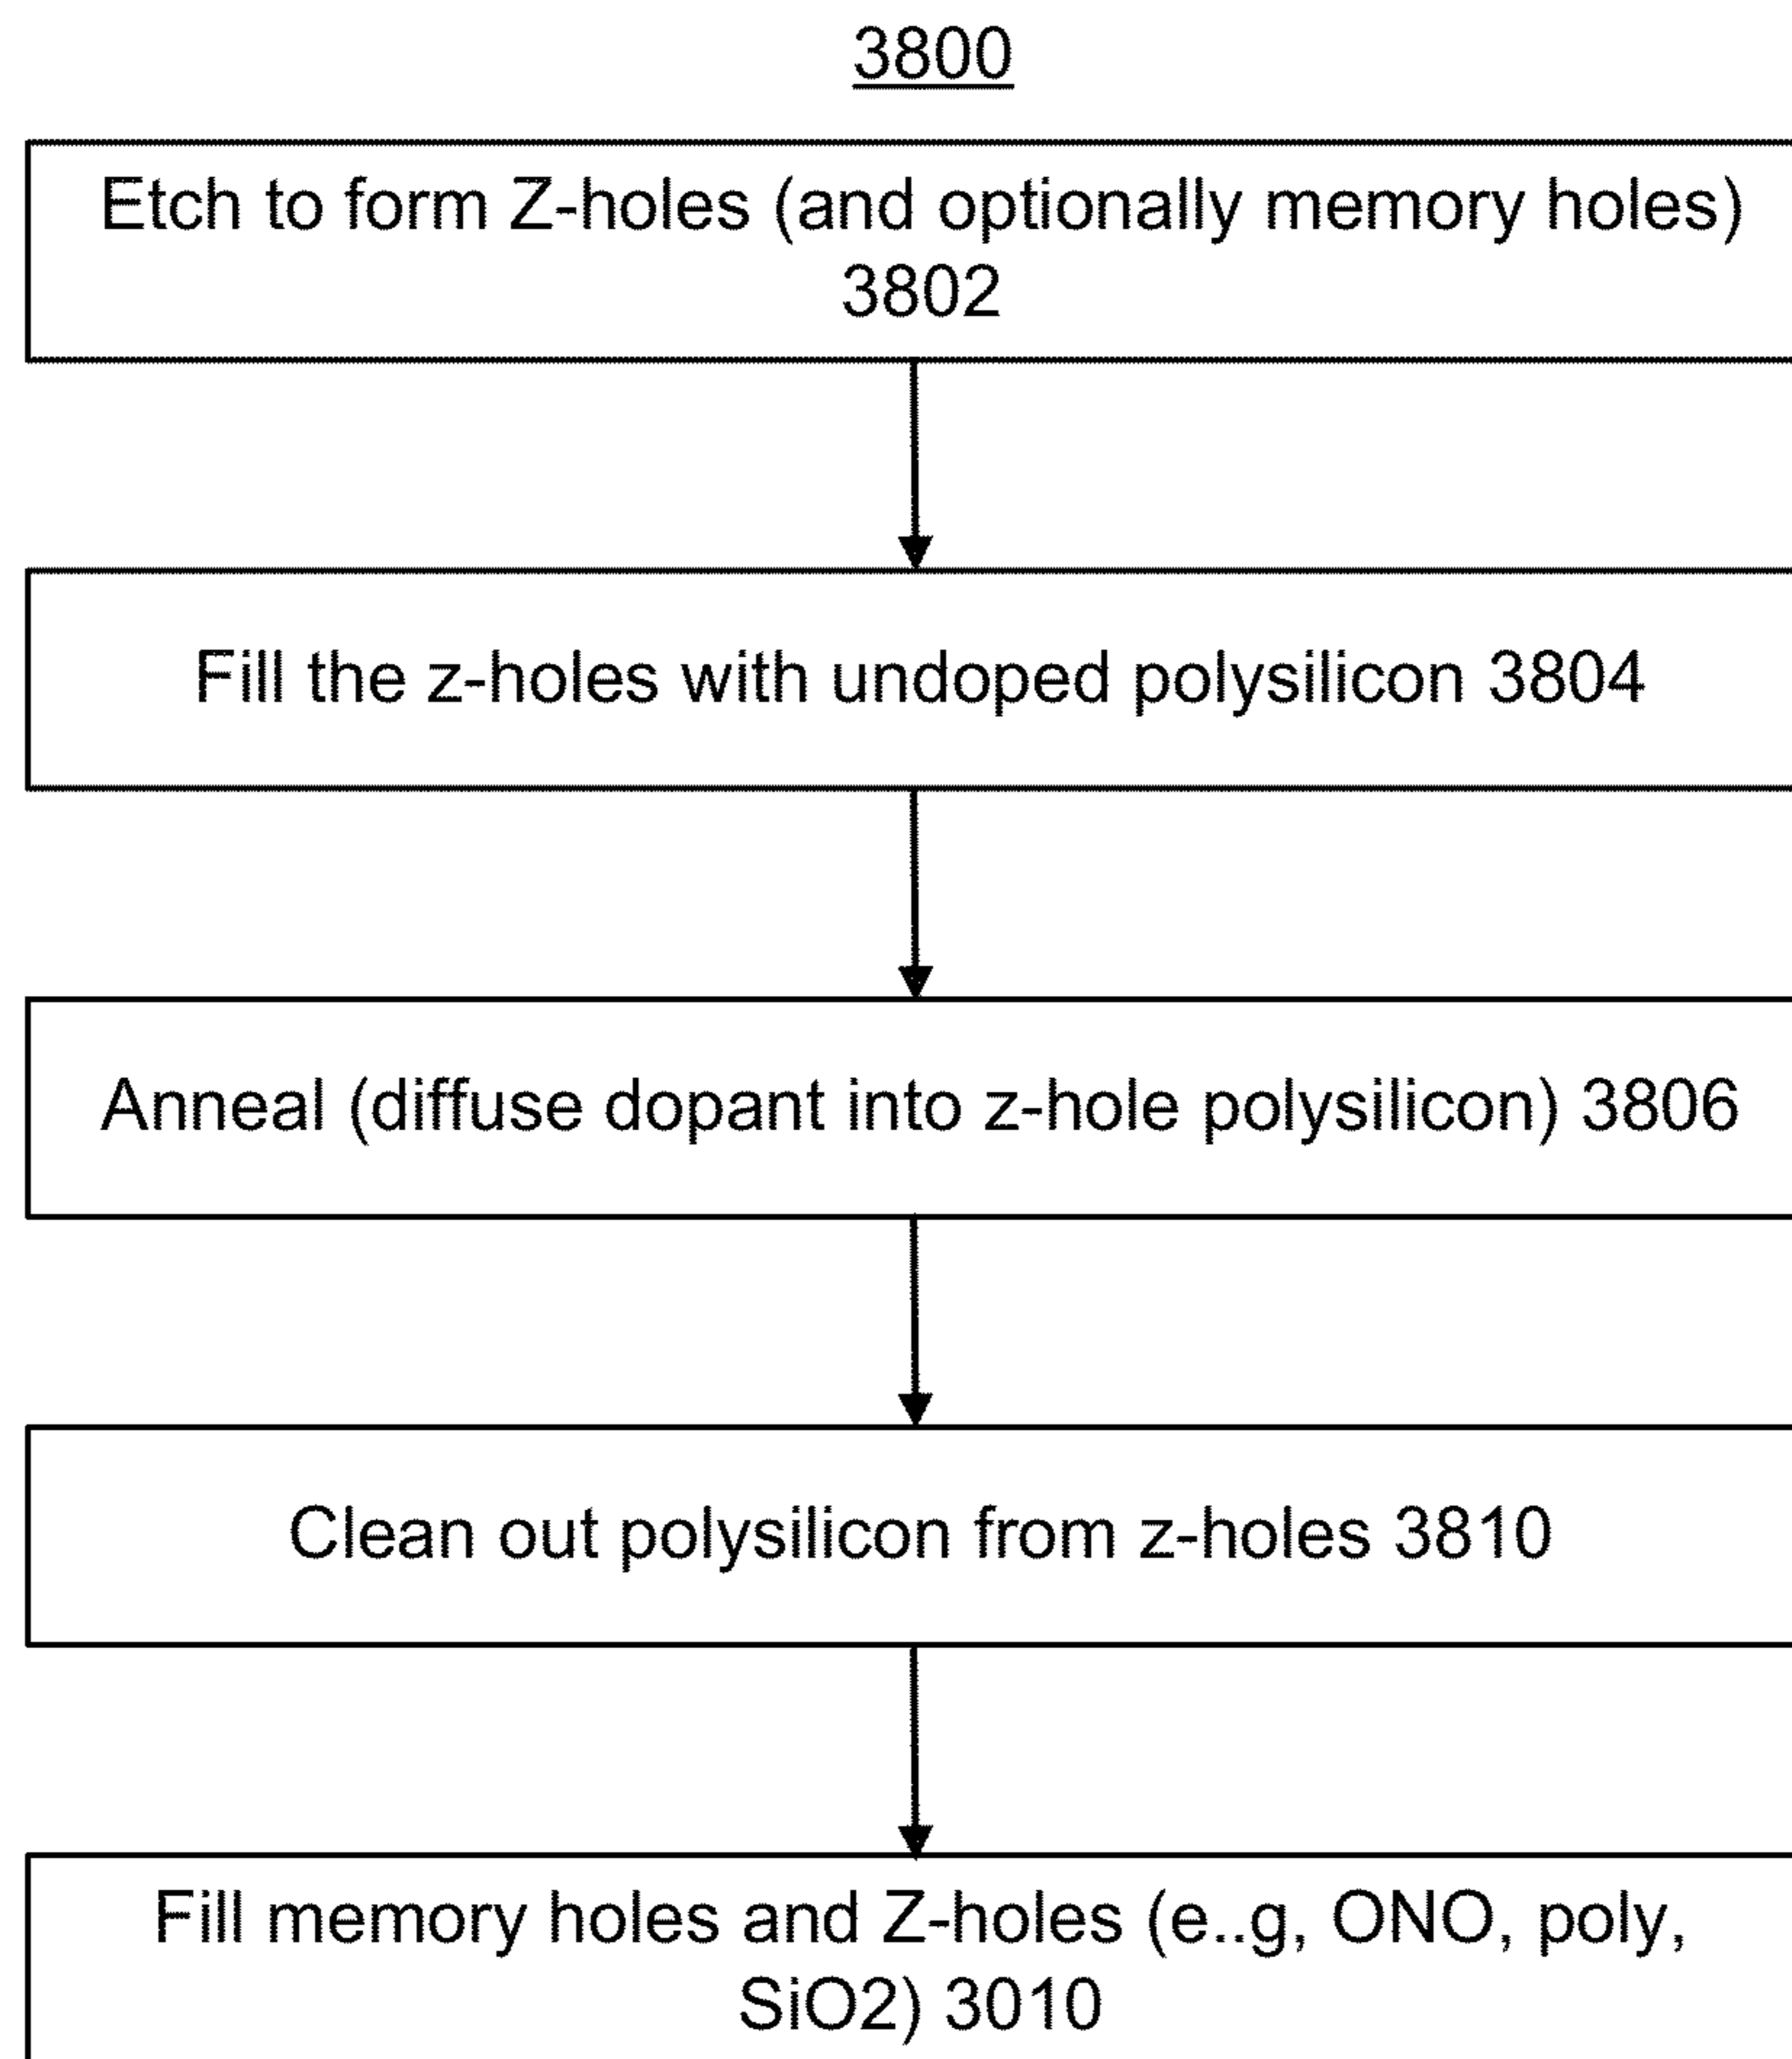 3800
Etch to form Z-holes (and optionally memory holes)
3802
Fill the z-holes with undoped polysilicon 3804
Anneal (diffuse dopant into z-hole polysilicon) 3806
Clean out polysilicon from z-holes 3810
Fill memory holes and Z-holes (e..g, ONO, poly,
SiO2) 3010